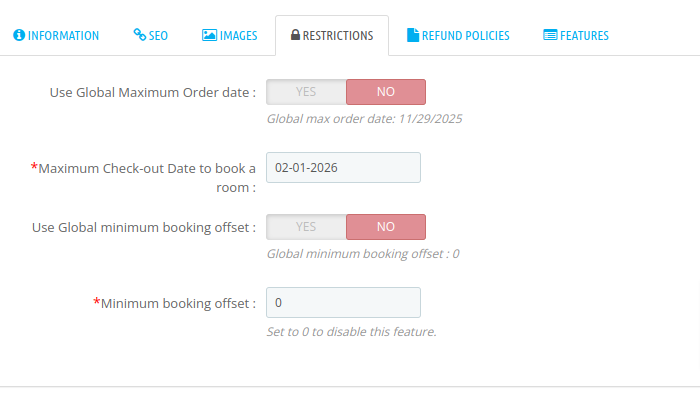 INFORMATION SEO IMAGES RESTRICTIONS REFUND POLICIES FEATURES
Use Global Maximum Order date : YES NO
Global max order date: 11/29/2025
*Maximum Check-out Date to book a 02-01-2026
room :
Use Global minimum booking offset : YES NO
Global minimum booking offset : 0
*Minimum booking offset : 0
Set to 0 to disable this feature.